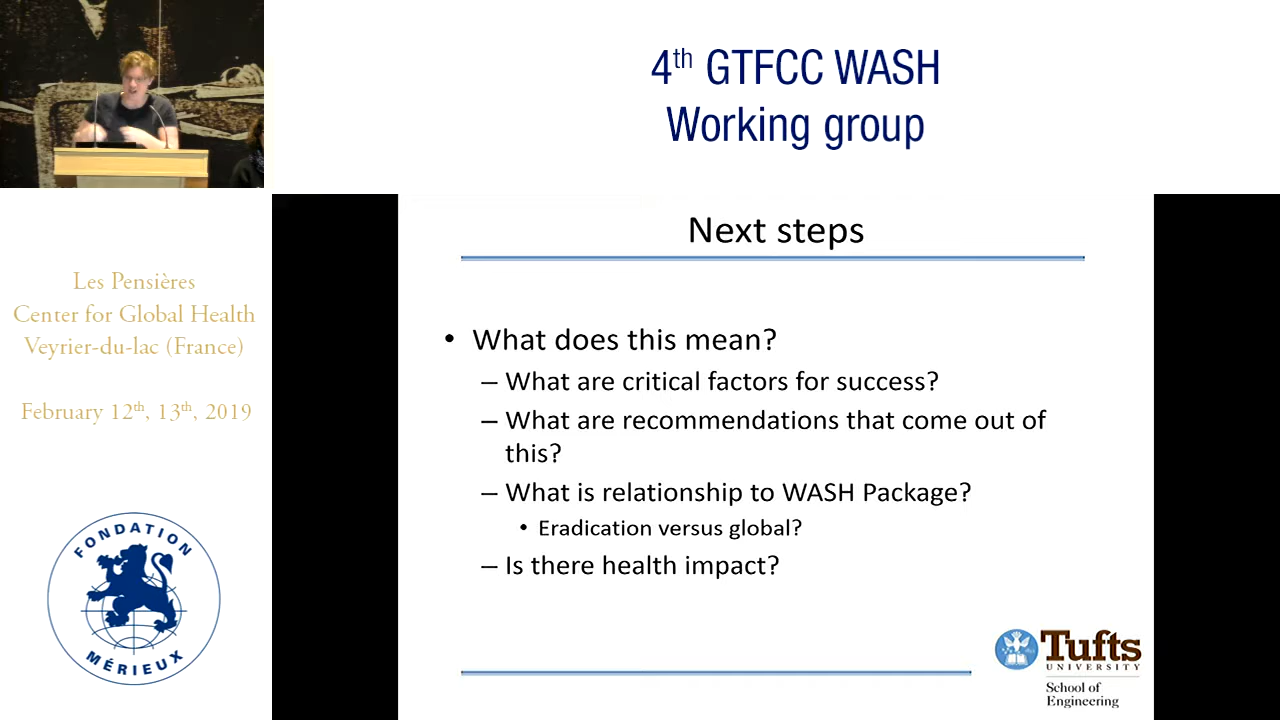 4th GTFCC WASH
Working group
Les Pensières
Center for Global Health
Veyrier-du-lac (France)
February 12th, 13th, 2019
FONDATION
MÉRIEUX
Next steps
• What does this mean?
– What are critical factors for success?
– What are recommendations that come out of
this?
– What is relationship to WASH Package?
• Eradication versus global?
– Is there health impact?
Tufts
UNIVERSITY
School of
Engineering